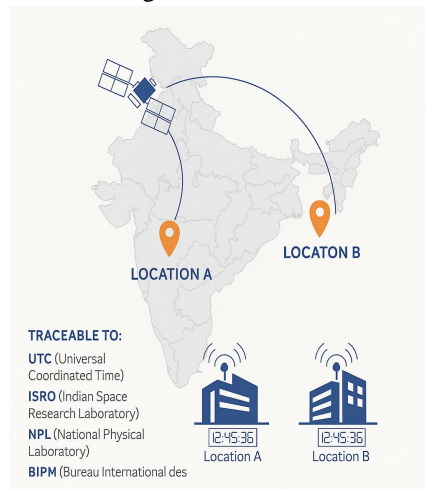 LOCATION A
LOCATON B
TRACEABLE TO:
UTC (Universal
Coordinated Time)
ISRO (Indian Space
Research Laboratory)
NPL (National Physical
Laboratory)
BIPM (Bureau International des
12:45:36
Location A
12:45:36
Location B